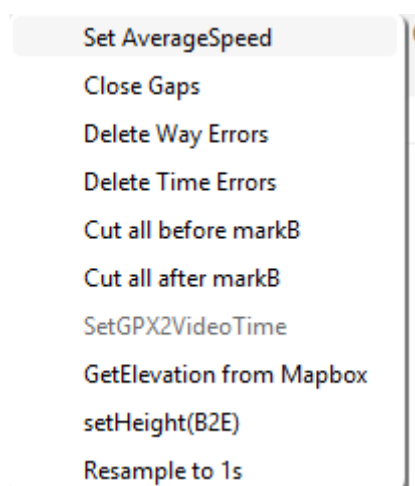 Set AverageSpeed
Close Gaps
Delete Way Errors
Delete Time Errors
Cut all before markB
Cut all after markB
SetGPX2VideoTime
GetElevation from Mapbox
setHeight(B2E)
Resample to 1s